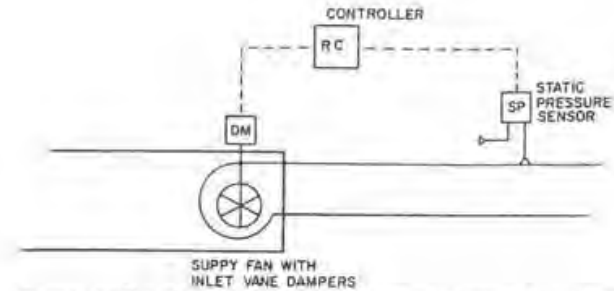 CONTROLLER
RC
STATIC
PRESSURE
SENSOR
SP
DM
SUPPY FAN WITH
INLET VANE DAMPERS